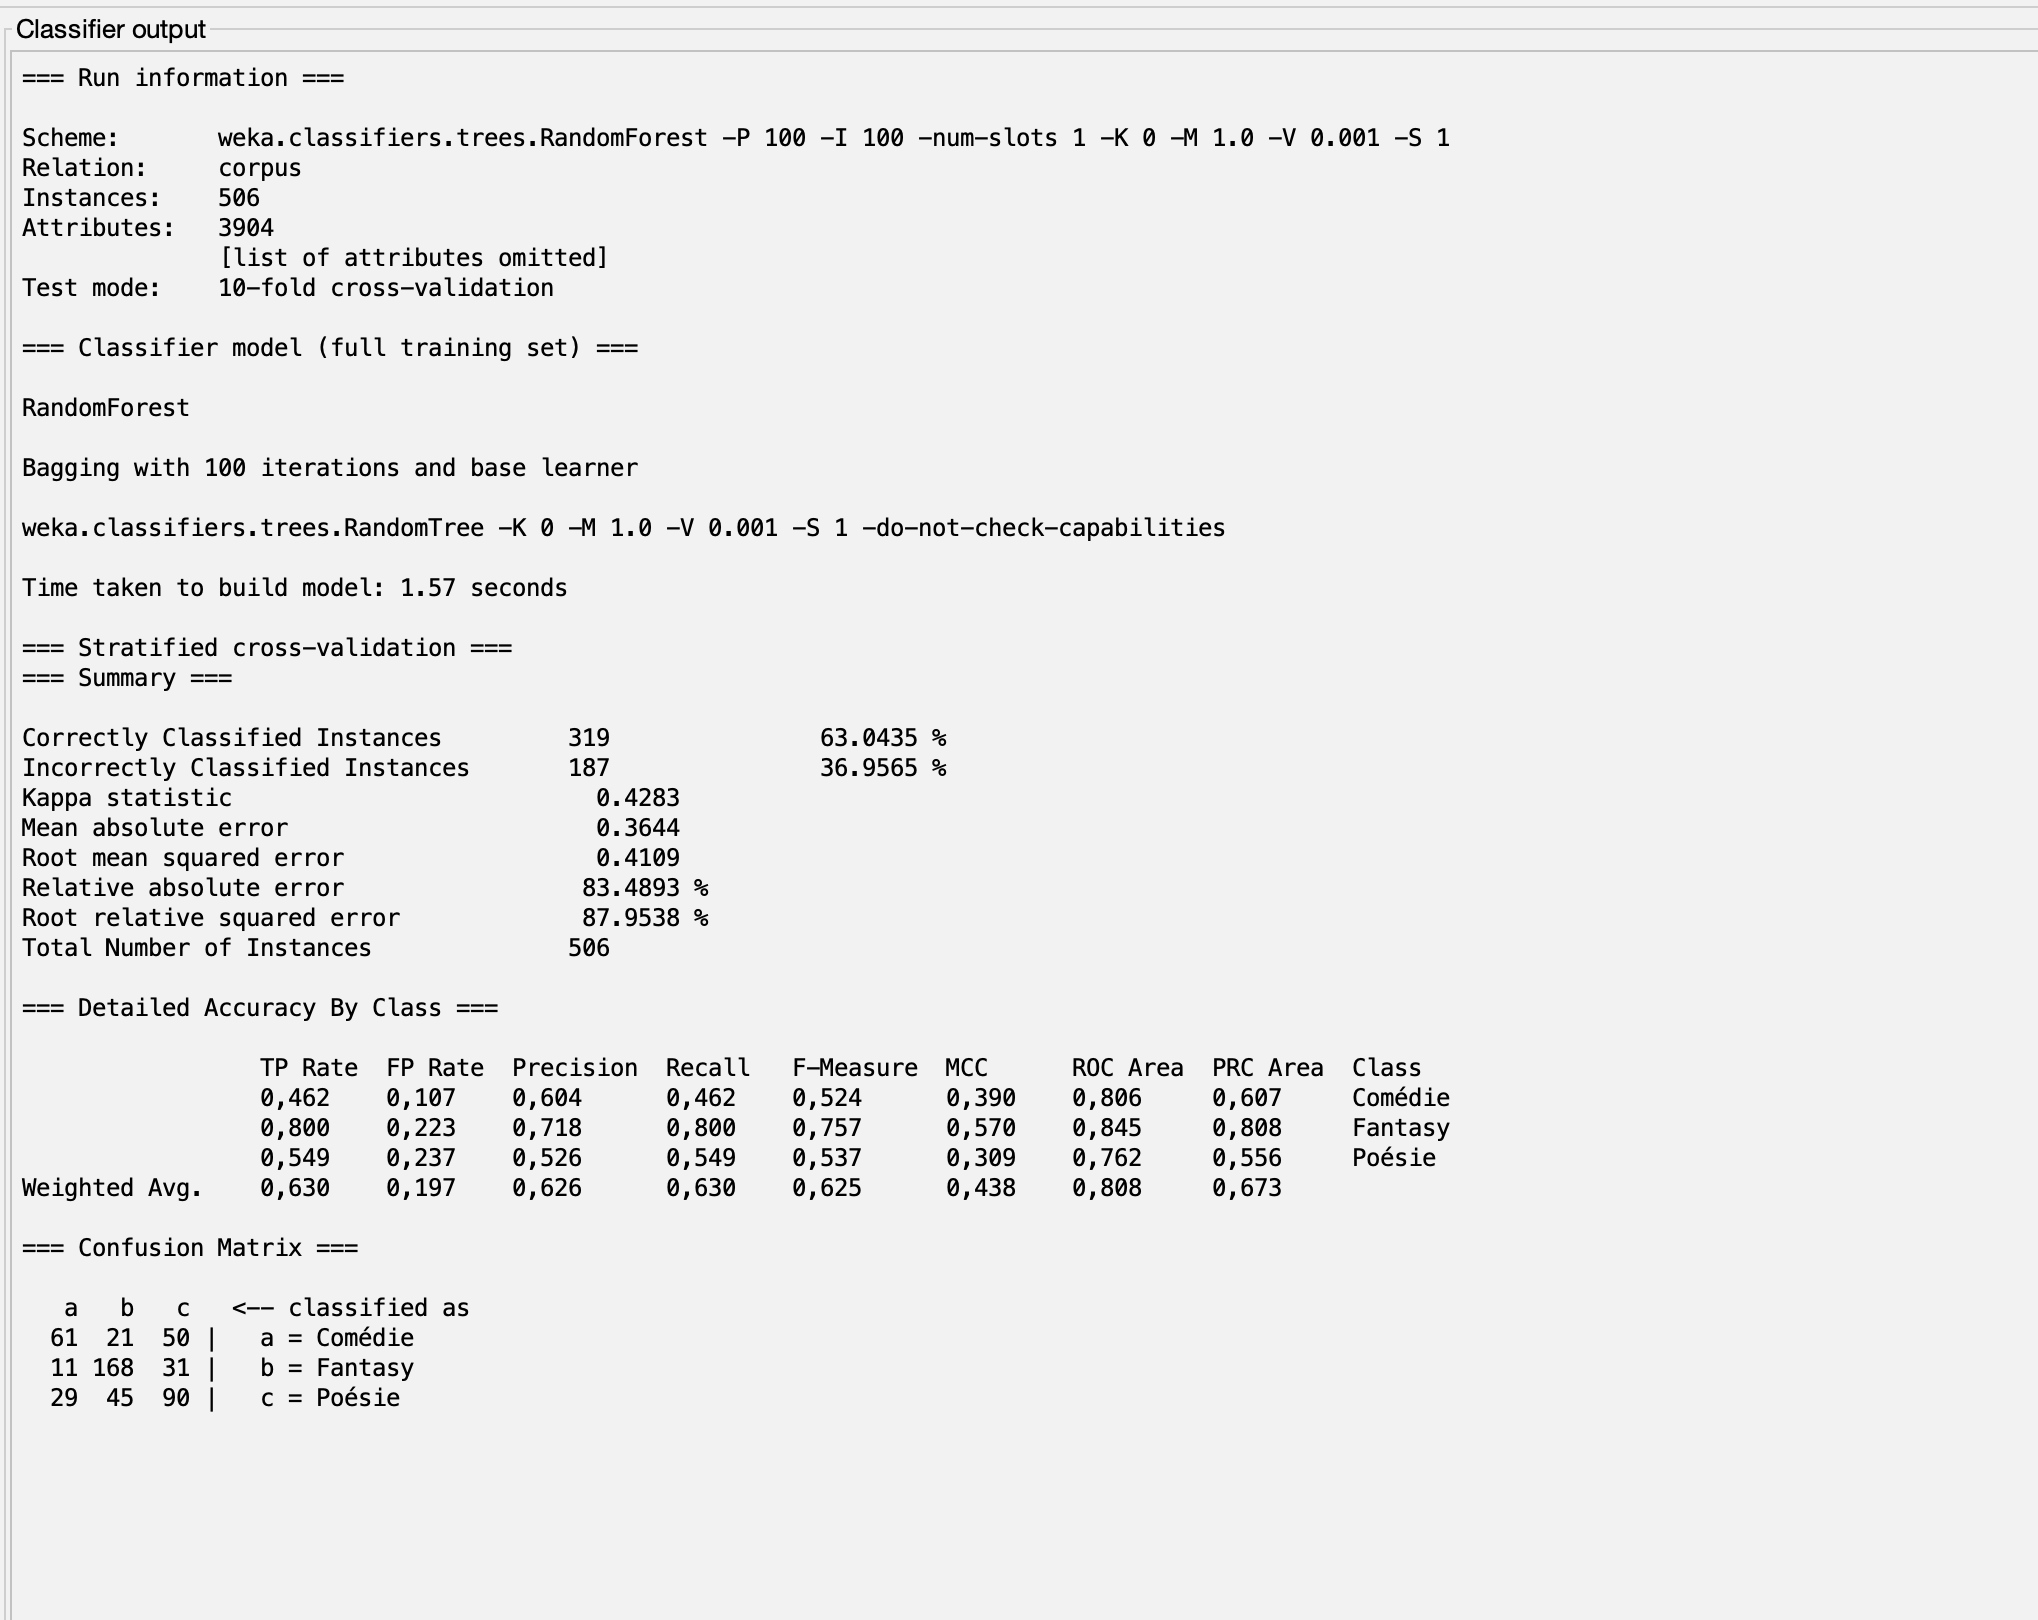 Classifier output
=== Run information ===
Scheme:       weka.classifiers.trees.RandomForest -P 100 -I 100 -num-slots 1 -K 0 -M 1.0 -V 0.001 -S 1
Relation:     corpus
Instances:    506
Attributes:   3904
              [list of attributes omitted]
Test mode:    10-fold cross-validation
=== Classifier model (full training set) ===
RandomForest
Bagging with 100 iterations and base learner
weka.classifiers.trees.RandomTree -K 0 -M 1.0 -V 0.001 -S 1 -do-not-check-capabilities
Time taken to build model: 1.57 seconds
=== Stratified cross-validation ===
=== Summary ===
Correctly Classified Instances         319               63.0435 %
Incorrectly Classified Instances       187               36.9565 %
Kappa statistic                          0.4283
Mean absolute error                      0.3644
Root mean squared error                  0.4109
Relative absolute error                 83.4893 %
Root relative squared error             87.9538 %
Total Number of Instances              506
=== Detailed Accuracy By Class ===
                 TP Rate  FP Rate  Precision  Recall   F-Measure  MCC      ROC Area  PRC Area  Class
                 0,462    0,107    0,604      0,462    0,524      0,390    0,806     0,607     Comédie
                 0,800    0,223    0,718      0,800    0,757      0,570    0,845     0,808     Fantasy
                 0,549    0,237    0,526      0,549    0,537      0,309    0,762     0,556     Poésie
Weighted Avg.    0,630    0,197    0,626      0,630    0,625      0,438    0,808     0,673
=== Confusion Matrix ===
   a   b   c   <-- classified as
  61  21  50 |   a = Comédie
  11 168  31 |   b = Fantasy
  29  45  90 |   c = Poésie